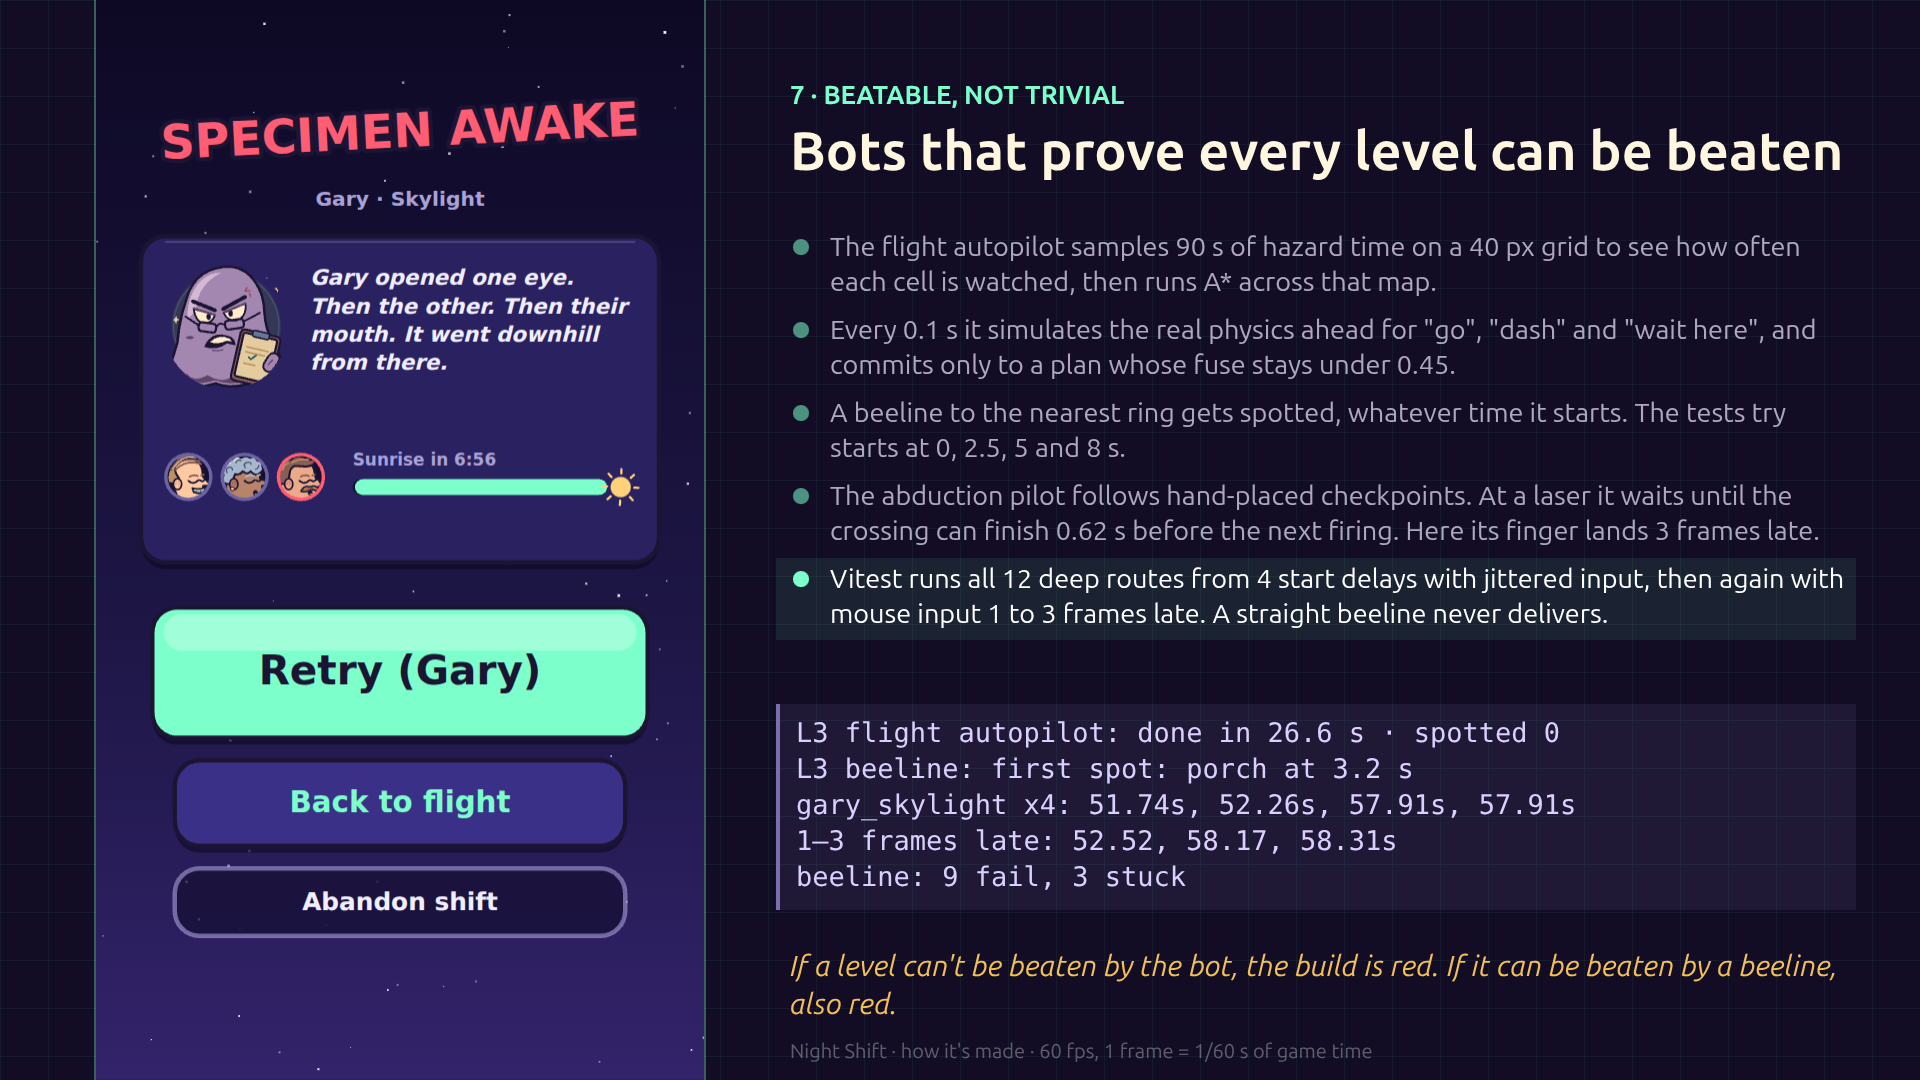 SPECIMEN AWAKE
Gary · Skylight
Gary opened one eye.
Then the other. Then their
mouth. It went downhill
from there.
Sunrise in 6:56
Retry (Gary)
Back to flight
Abandon shift
7 · BEATABLE, NOT TRIVIAL
Bots that prove every level can be beaten
The flight autopilot samples 90 s of hazard time on a 40 px grid to see how often
each cell is watched, then runs A* across that map.
Every 0.1 s it simulates the real physics ahead for "go", "dash" and "wait here", and
commits only to a plan whose fuse stays under 0.45.
A beeline to the nearest ring gets spotted, whatever time it starts. The tests try
starts at 0, 2.5, 5 and 8 s.
The abduction pilot follows hand-placed checkpoints. At a laser it waits until the
crossing can finish 0.62 s before the next firing. Here its finger lands 3 frames late.
Vitest runs all 12 deep routes from 4 start delays with jittered input, then again with
mouse input 1 to 3 frames late. A straight beeline never delivers.
L3 flight autopilot: done in 26.6 s · spotted 0
L3 beeline: first spot: porch at 3.2 s
gary_skylight x4: 51.74s, 52.26s, 57.91s, 57.91s
1–3 frames late: 52.52, 58.17, 58.31s
beeline: 9 fail, 3 stuck
If a level can't be beaten by the bot, the build is red. If it can be beaten by a beeline,
also red.
Night Shift · how it's made · 60 fps, 1 frame = 1/60 s of game time